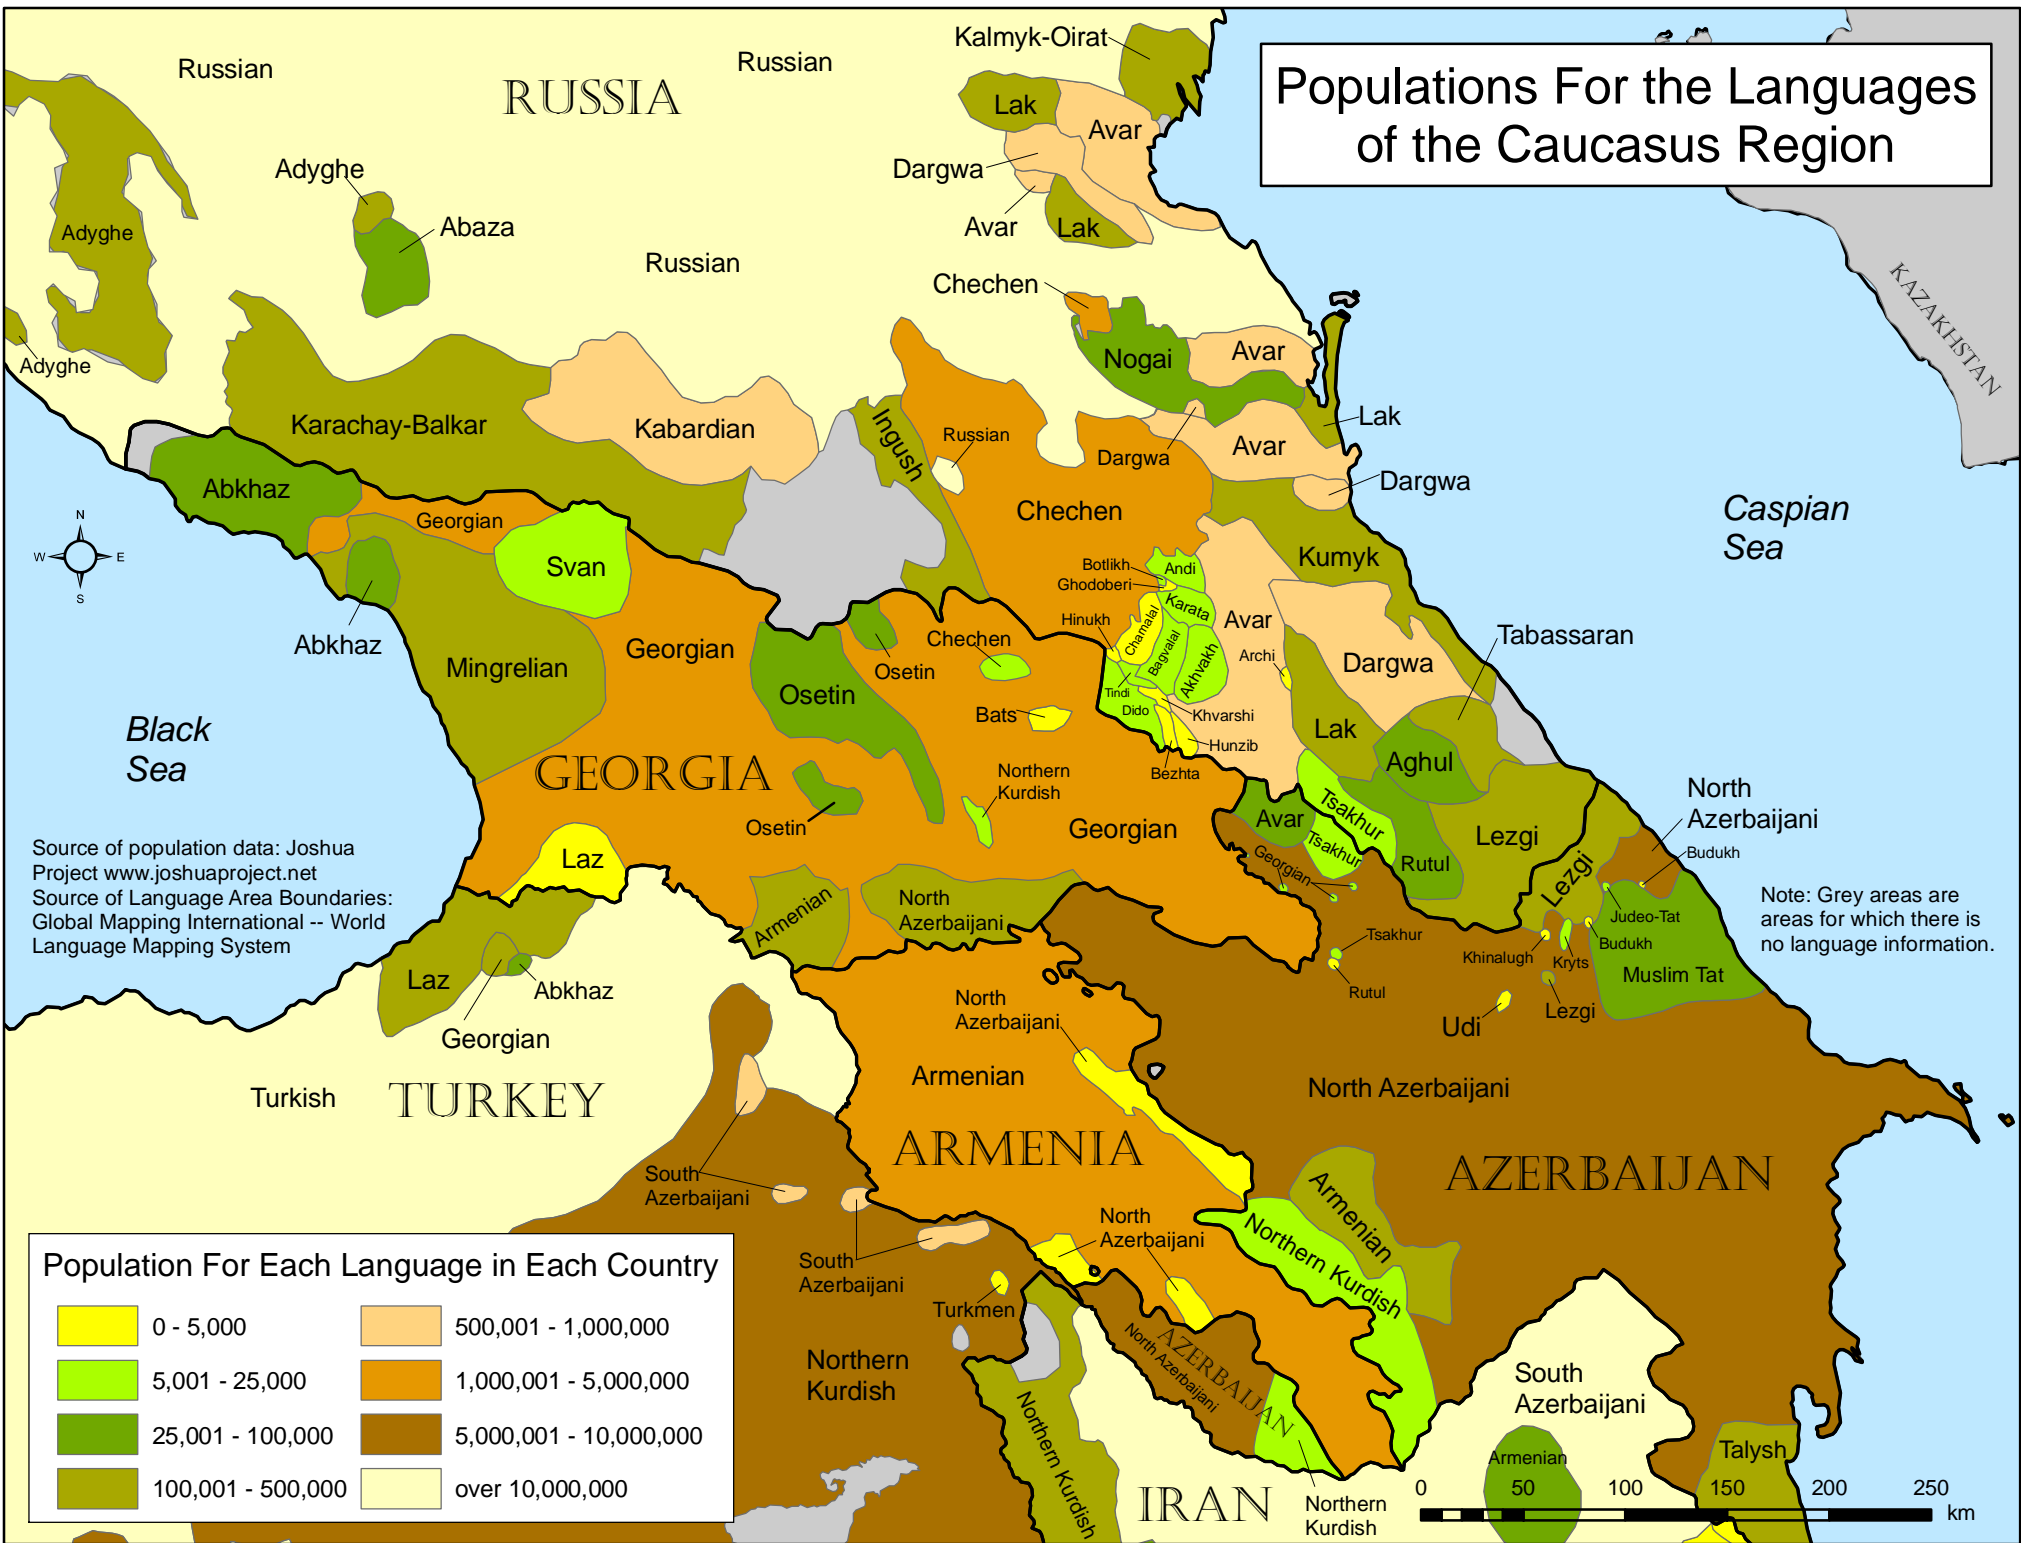 Populations For the Languages
of the Caucasus Region
Russian
RUSSIA
Russian
Kalmyk-Oirat
Lak
Avar
Dargwa
Avar
Lak
Adyghe
Adyghe
Abaza
Russian
Adyghe
Chechen
Nogai
Avar
Lak
KAZAKHSTAN
Karachay-Balkar
Kabardian
Ingush
Russian
Dargwa
Avar
Dargwa
Chechen
Abkhaz
Georgian
Svan
Kumyk
Caspian
Sea
N
W
E
S
Botlikh
Andi
Ghodoberi
Karata
Hinukh
Chamalal
Bagvalal
Akhvakh
Avar
Archi
Dargwa
Tabassaran
Abkhaz
Mingrelian
Georgian
Osetin
Osetin
Chechen
Tindi
Dido
Khvarshi
Hunzib
Bezhta
Bats
Lak
Aghul
Black
Sea
GEORGIA
Northern
Kurdish
Osetin
Georgian
Avar
Tsakhur
Tsakhur
Georgian
Rutul
Lezgi
Lezgi
North
Azerbaijani
Budukh
Source of population data: Joshua
Project www.joshuaproject.net
Source of Language Area Boundaries:
Global Mapping International -- World
Language Mapping System
Laz
Armenian
North
Azerbaijani
Judeo-Tat
Budukh
Note: Grey areas are
areas for which there is
no language information.
Tsakhur
Rutul
Khinalugh
Kryts
Muslim Tat
Lezgi
Udi
Laz
Abkhaz
Georgian
North
Azerbaijani
Turkish
TURKEY
Armenian
ARMENIA
North Azerbaijani
AZERBAIJAN
South
Azerbaijani
Armenian
Northern Kurdish
North
Azerbaijani
South
Azerbaijani
Turkmen
Northern
Kurdish
AZERBAIJAN
North Azerbaijani
Northern Kurdish
South
Azerbaijani
Armenian
Talysh
IRAN
Northern
Kurdish
Population For Each Language in Each Country
0 - 5,000
5,001 - 25,000
25,001 - 100,000
100,001 - 500,000
500,001 - 1,000,000
1,000,001 - 5,000,000
5,000,001 - 10,000,000
over 10,000,000
0 50 100 150 200 250
km